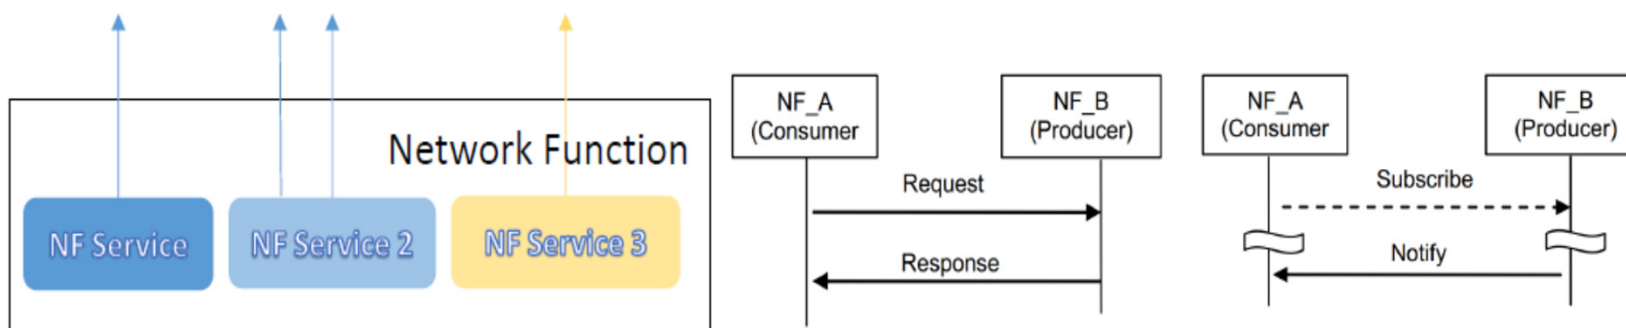 Network Function
NF Service
NF Service 2
NF Service 3
NF_A
(Consumer
NF_B
(Producer)
Request
Response
NF_A
(Consumer
NF_B
(Producer)
Subscribe
Notify